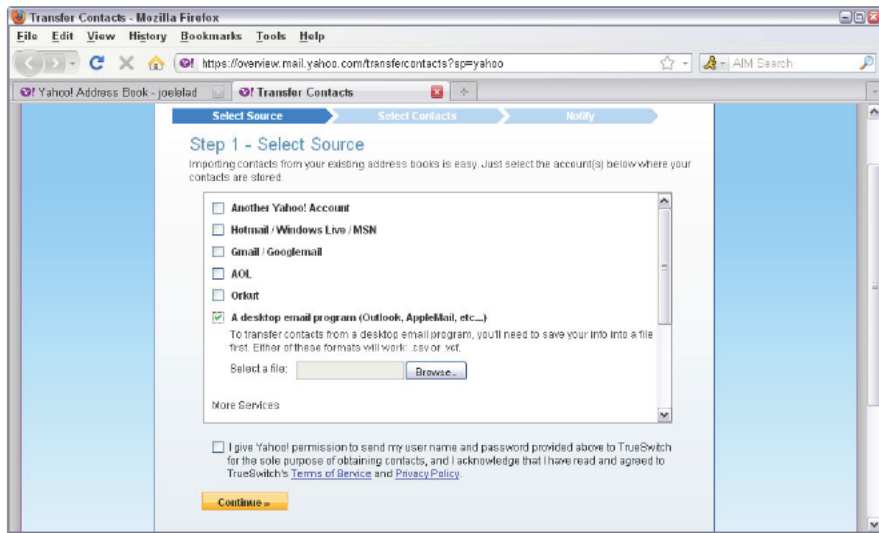 Transfer Contacts - Mozilla Firefox
File Edit View History Bookmarks Tools Help
https://overview.mail.yahoo.com/transfercontacts?sp=yahoo
AIM Search
Y! Yahoo! Address Book - joelelad
Y! Transfer Contacts
Select Source
Select Contacts
Notify
Step 1 - Select Source
Importing contacts from your existing address books is easy. Just select the account(s) below where your
contacts are stored.
Another Yahoo! Account
Hotmail / Windows Live / MSN
Gmail / Googlemail
AOL
Orkut
A desktop email program (Outlook, AppleMail, etc...)
To transfer contacts from a desktop email program, you'll need to save your info into a file
first. Either of these formats will work: .csv or .vcf.
Select a file: Browse...
More Services
I give Yahoo! permission to send my user name and password provided above to TrueSwitch
for the sole purpose of obtaining contacts, and I acknowledge that I have read and agreed to
TrueSwitch's Terms of Service and Privacy Policy.
Continue »